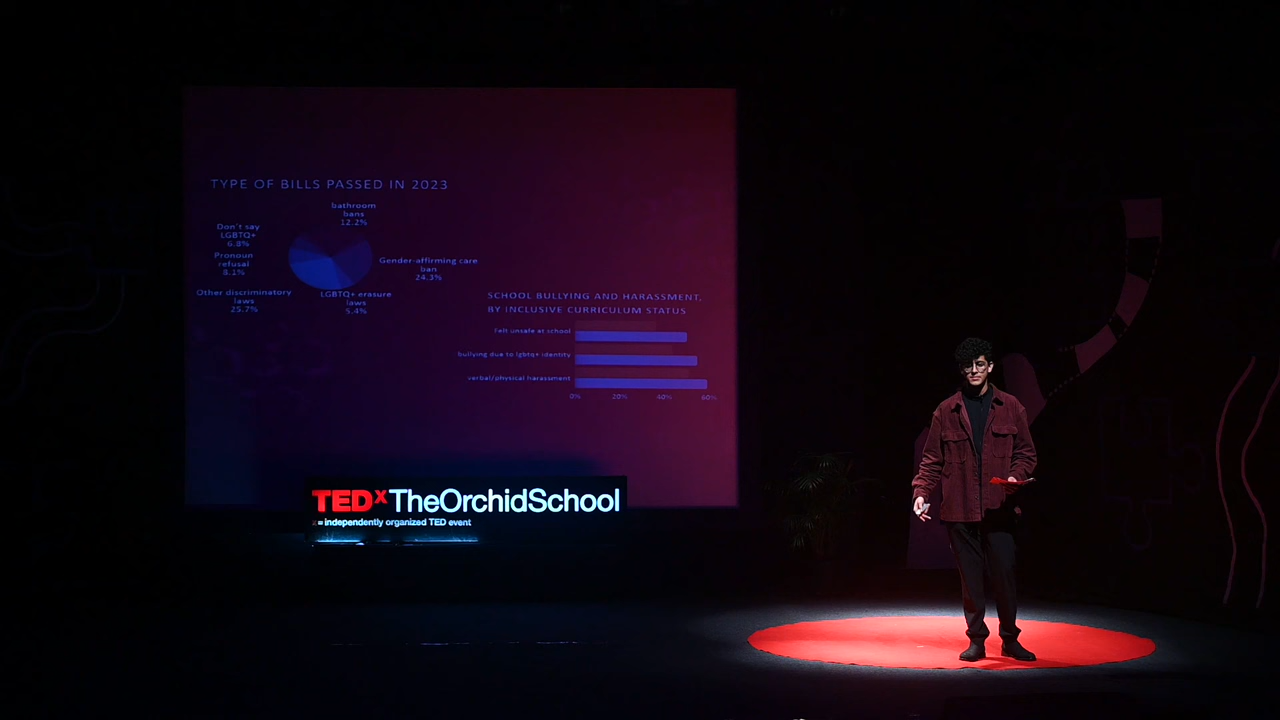 TYPE OF BILLS PASSED IN 2023
bathroom
bans
12.2%
Don't say
LGBTQ+
6.8%
Pronoun
refusal
8.1%
Gender-affirming care
ban
24.3%
Other discriminatory
laws
25.7%
LGBTQ+ erasure
laws
5.4%
SCHOOL BULLYING AND HARASSMENT,
BY INCLUSIVE CURRICULUM STATUS
Felt unsafe at school
bullying due to lgbtq+ identity
verbal/physical harassment
0% 20% 40% 60%
TEDxTheOrchidSchool
x = independently organized TED event